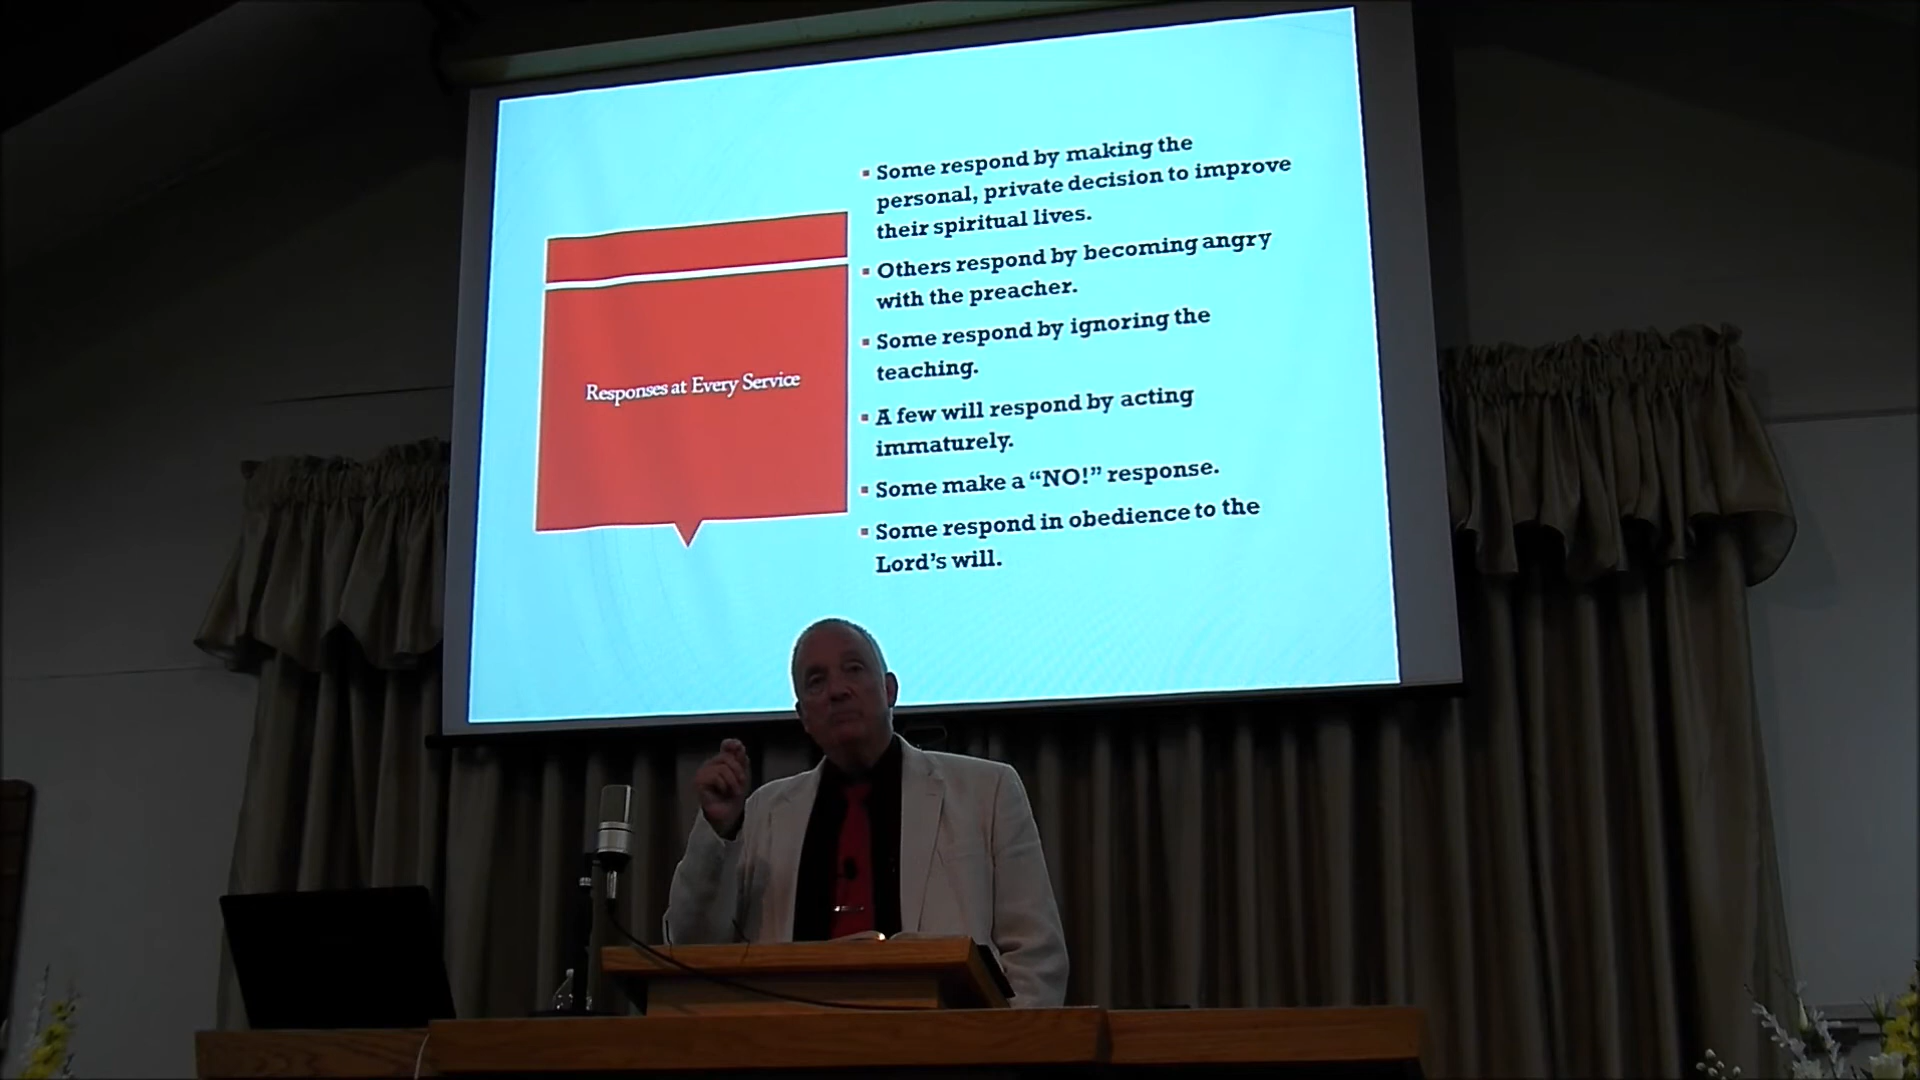 Responses at Every Service
▪ Some respond by making the
personal, private decision to improve
their spiritual lives.
▪ Others respond by becoming angry
with the preacher.
▪ Some respond by ignoring the
teaching.
▪ A few will respond by acting
immaturely.
▪ Some make a “NO!” response.
▪ Some respond in obedience to the
Lord’s will.